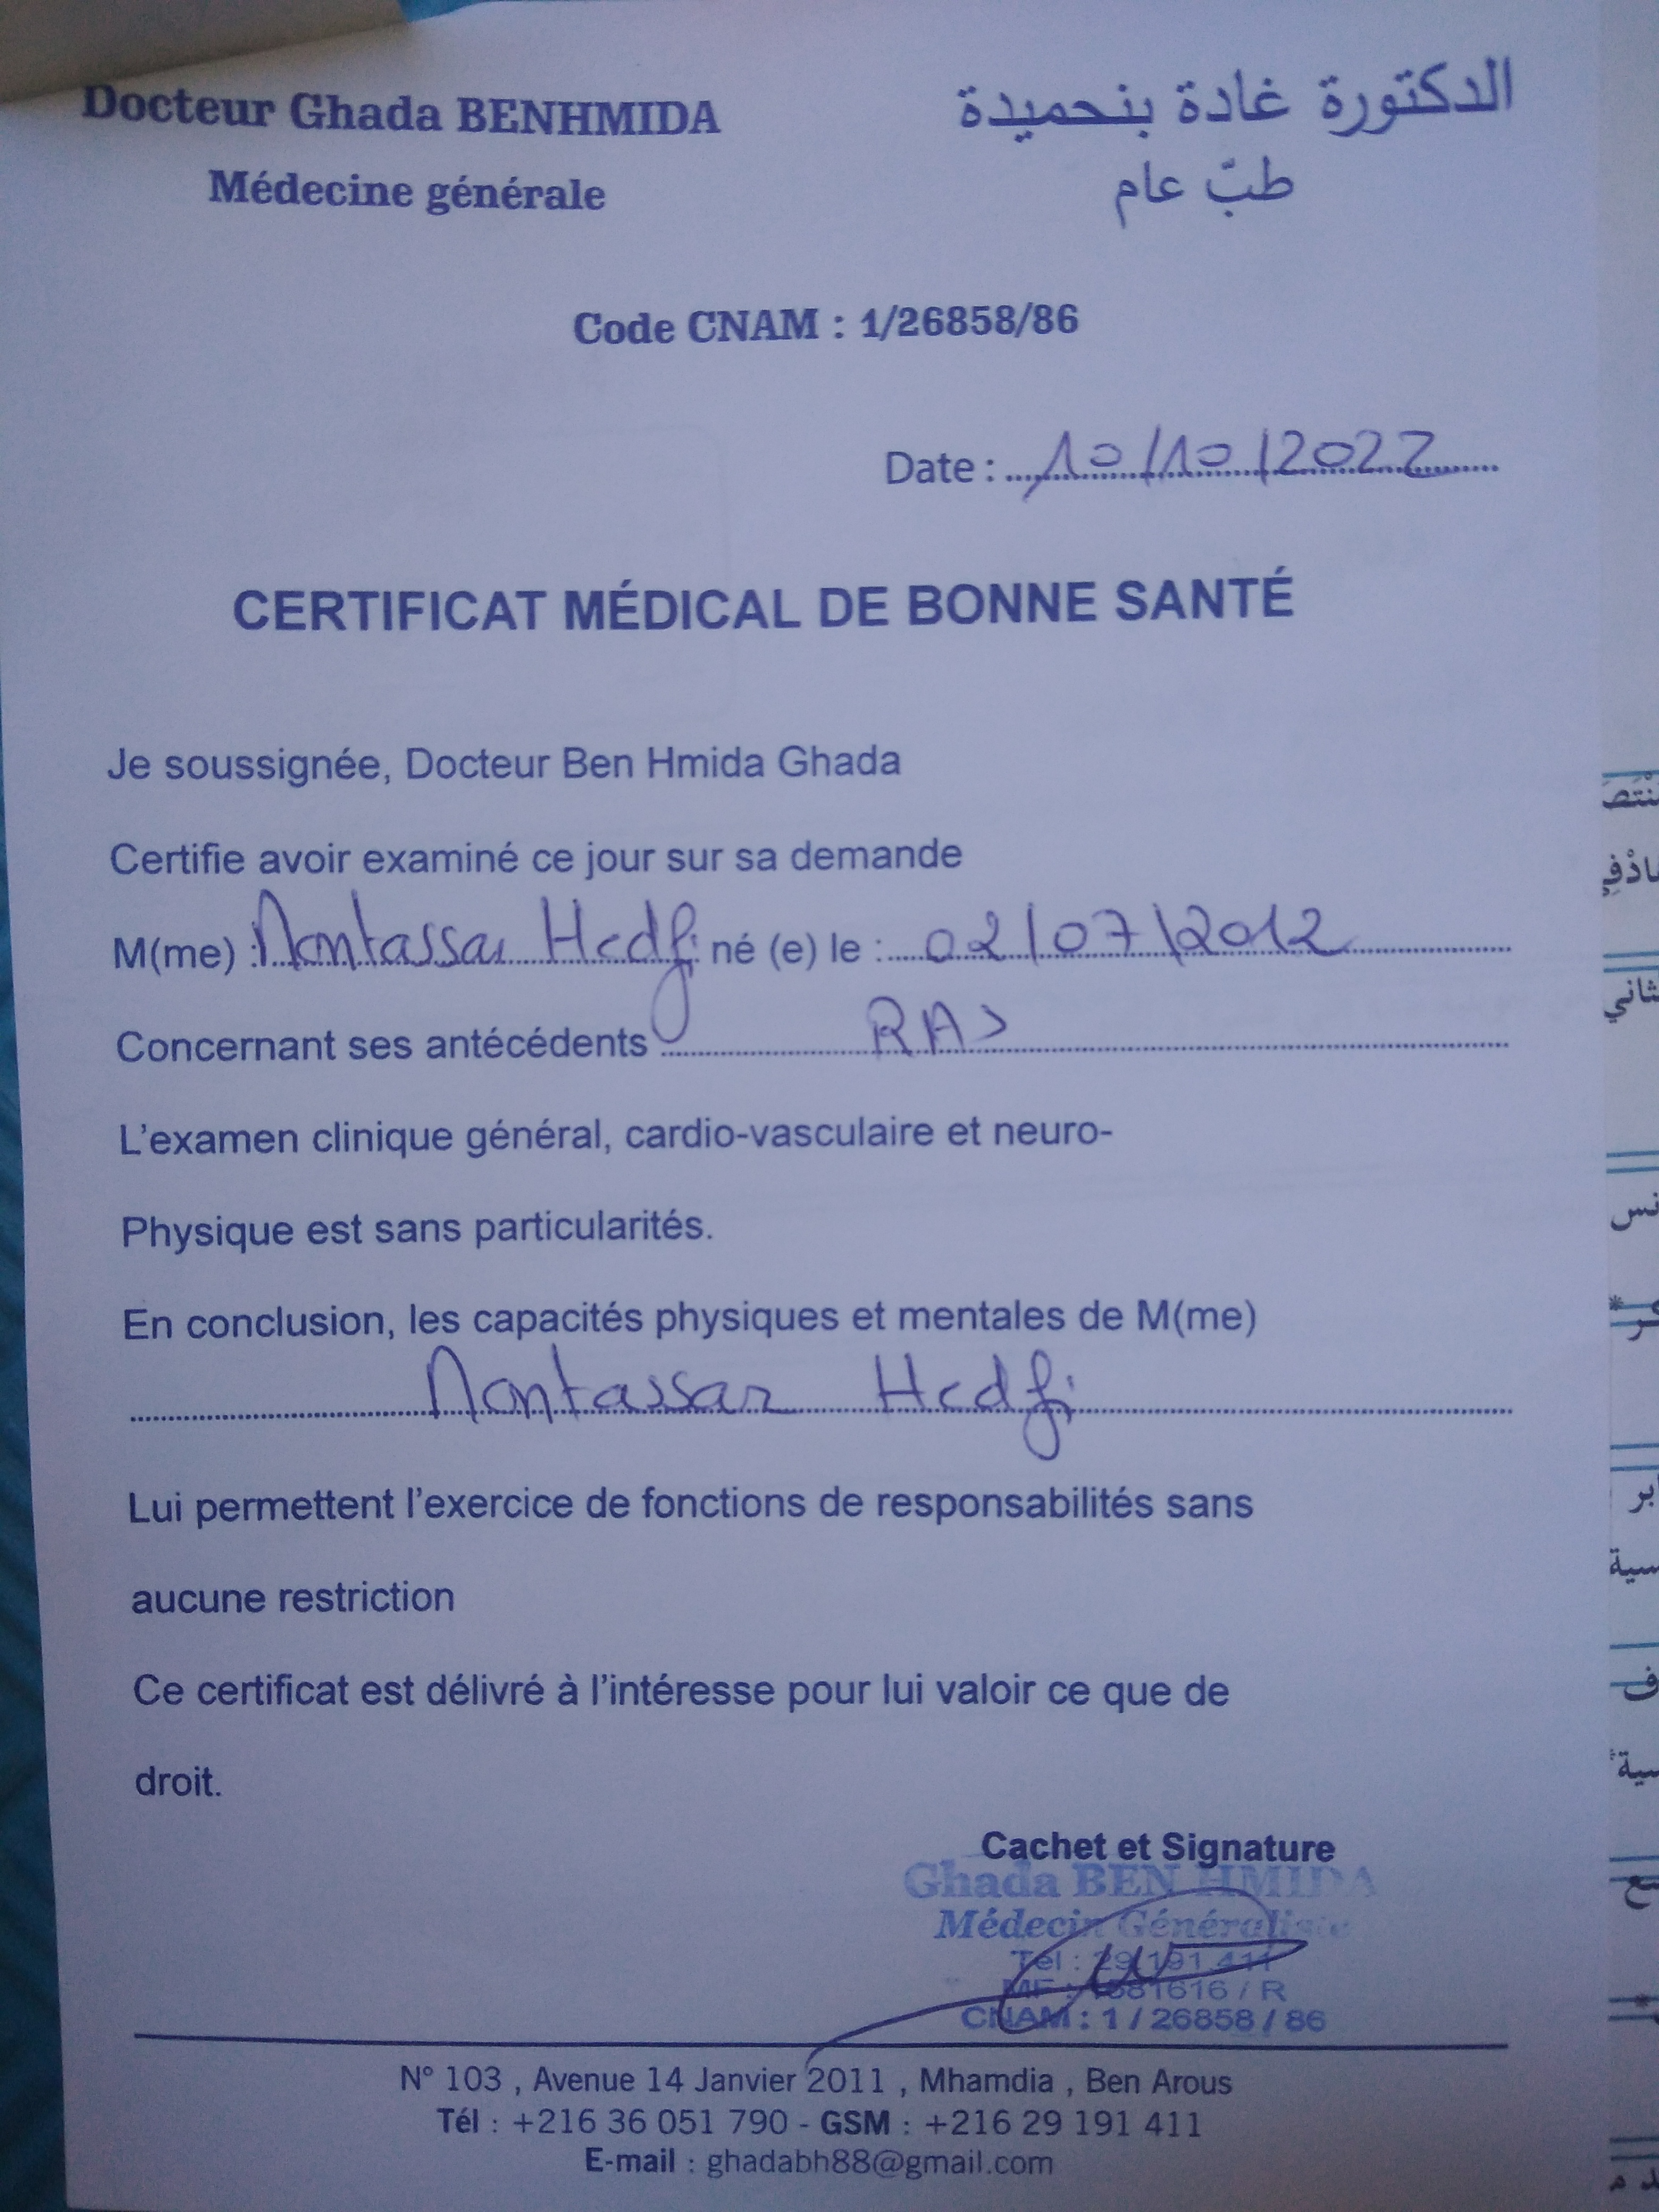 Docteur Ghada BENHMIDA
الدكتورة غادة بنحميدة
Médecine générale
طبّ عام
Code CNAM : 1/26858/86
Date : 10/10/2022
CERTIFICAT MÉDICAL DE BONNE SANTÉ
Je soussignée, Docteur Ben Hmida Ghada
Certifie avoir examiné ce jour sur sa demande
M(me) : Montassar Hedfi né (e) le : 02/07/2012
Concernant ses antécédents RAS
L'examen clinique général, cardio-vasculaire et neuro-
Physique est sans particularités.
En conclusion, les capacités physiques et mentales de M(me)
Montassar Hedfi
Lui permettent l'exercice de fonctions de responsabilités sans
aucune restriction
Ce certificat est délivré à l'intéresse pour lui valoir ce que de
droit.
Cachet et Signature
Ghada BEN HMIDA
Médecin Généraliste
Tel : 29 191 411
MF : 1616 / R
CNAM : 1 / 26858 / 86
N° 103 , Avenue 14 Janvier 2011 , Mhamdia , Ben Arous
Tél : +216 36 051 790 - GSM : +216 29 191 411
E-mail : ghadabh88@gmail.com